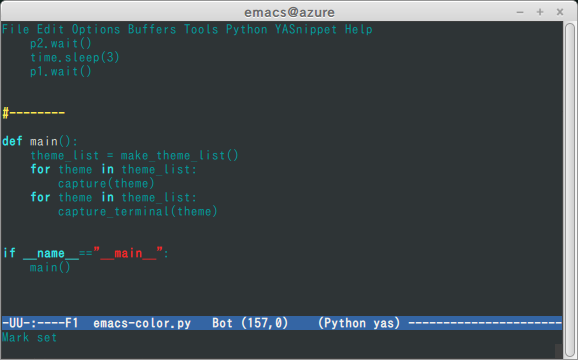 emacs@azure
File Edit Options Buffers Tools Python YASnippet Help
    p2.wait()
    time.sleep(3)
    p1.wait()
#--------
def main():
    theme_list = make_theme_list()
    for theme in theme_list:
        capture(theme)
    for theme in theme_list:
        capture_terminal(theme)
if __name__=="__main__":
    main()
-UU-:----F1  emacs-color.py   Bot (157,0)    (Python yas) ----------------------
Mark set